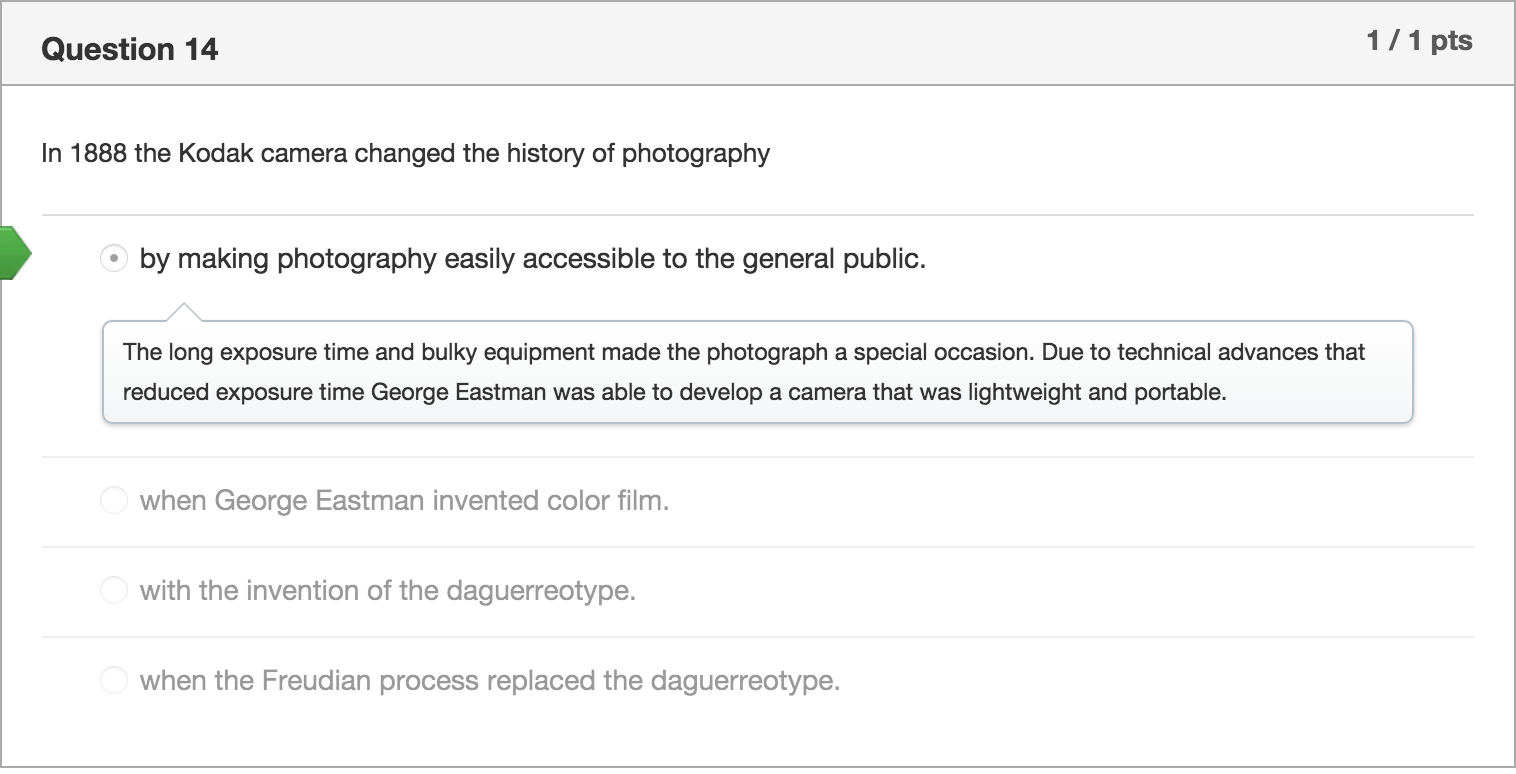 Question 14
1 / 1 pts
In 1888 the Kodak camera changed the history of photography
by making photography easily accessible to the general public.
The long exposure time and bulky equipment made the photograph a special occasion. Due to technical advances that
reduced exposure time George Eastman was able to develop a camera that was lightweight and portable.
when George Eastman invented color film.
with the invention of the daguerreotype.
when the Freudian process replaced the daguerreotype.